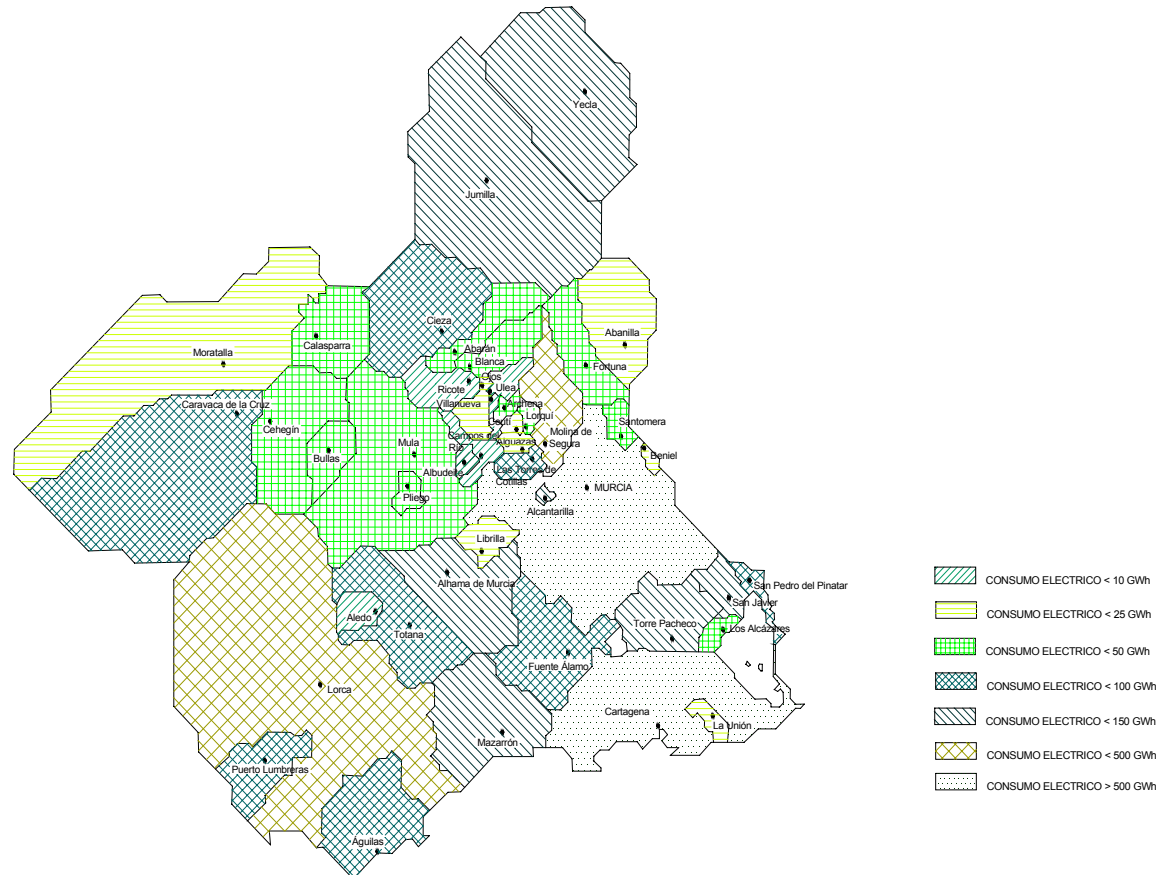 Yecla
Jumilla
Cieza
Abanilla
Calasparra
Moratalla
Abarán
Blanca
Fortuna
Ojos
Ricote
Ulea
Villanueva
Archena
Caravaca de la Cruz
Cehegín
Ceutí
Lorquí
Santomera
Molina de
Segura
Campos del
Río
Alguazas
Mula
Bullas
Beniel
Albudeite
Las Torres de
Cotillas
Pliego
MURCIA
Alcantarilla
Librilla
Alhama de Murcia
San Pedro del Pinatar
San Javier
Aledo
Totana
Torre Pacheco
Los Alcázares
Fuente Álamo
Lorca
Cartagena
La Unión
Mazarrón
Puerto Lumbreras
Águilas
CONSUMO ELECTRICO < 10 GWh
CONSUMO ELECTRICO < 25 GWh
CONSUMO ELECTRICO < 50 GWh
CONSUMO ELECTRICO < 100 GWh
CONSUMO ELECTRICO < 150 GWh
CONSUMO ELECTRICO < 500 GWh
CONSUMO ELECTRICO > 500 GWh